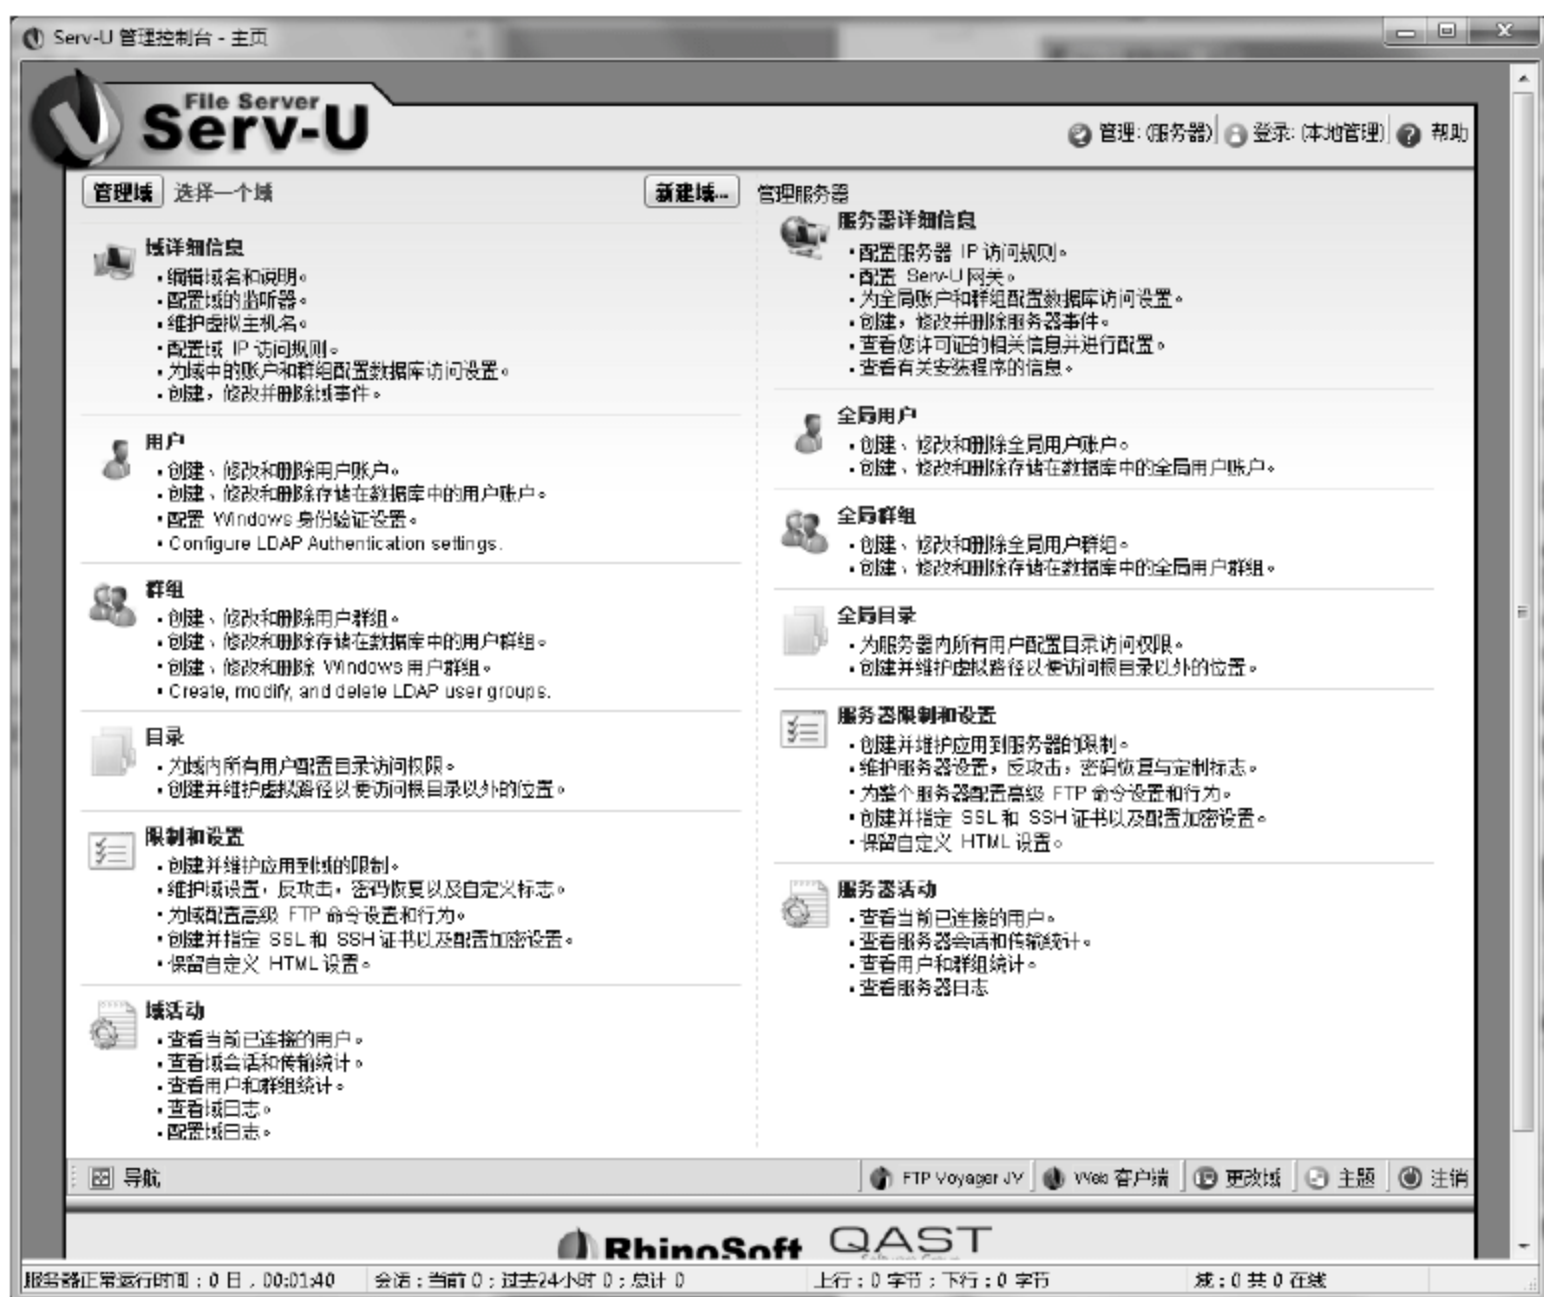 Serv-U 管理控制台 - 主页
File Server
Serv-U
管理: (服务器) 登录: (本地管理) 帮助
管理域 选择一个域 新建域...
域详细信息
• 编辑域名和说明。
• 配置域的监听器。
• 维护虚拟主机名。
• 配置域 IP 访问规则。
• 为域中的账户和群组配置数据库访问设置。
• 创建，修改并删除域事件。
用户
• 创建、修改和删除用户账户。
• 创建、修改和删除存储在数据库中的用户账户。
• 配置 Windows 身份验证设置。
• Configure LDAP Authentication settings.
群组
• 创建、修改和删除用户群组。
• 创建、修改和删除存储在数据库中的用户群组。
• 创建、修改和删除 Windows 用户群组。
• Create, modify, and delete LDAP user groups.
目录
• 为域内所有用户配置目录访问权限。
• 创建并维护虚拟路径以便访问根目录以外的位置。
限制和设置
• 创建并维护应用到域的限制。
• 维护域设置，反攻击，密码恢复以及自定义标志。
• 为域配置高级 FTP 命令设置和行为。
• 创建并指定 SSL 和 SSH 证书以及配置加密设置。
• 保留自定义 HTML 设置。
域活动
• 查看当前已连接的用户。
• 查看域会话和传输统计。
• 查看用户和群组统计。
• 查看域日志。
• 配置域日志。
管理服务器
服务器详细信息
• 配置服务器 IP 访问规则。
• 配置 Serv-U 网关。
• 为全局账户和群组配置数据库访问设置。
• 创建，修改并删除服务器事件。
• 查看您许可证的相关信息并进行配置。
• 查看有关安装程序的信息。
全局用户
• 创建、修改和删除全局用户账户。
• 创建、修改和删除存储在数据库中的全局用户账户。
全局群组
• 创建、修改和删除全局用户群组。
• 创建、修改和删除存储在数据库中的全局用户群组。
全局目录
• 为服务器内所有用户配置目录访问权限。
• 创建并维护虚拟路径以便访问根目录以外的位置。
服务器限制和设置
• 创建并维护应用到服务器的限制。
• 维护服务器设置，反攻击，密码恢复与定制标志。
• 为整个服务器配置高级 FTP 命令设置和行为。
• 创建并指定 SSL 和 SSH 证书以及配置加密设置。
• 保留自定义 HTML 设置。
服务器活动
• 查看当前已连接的用户。
• 查看服务器会话和传输统计。
• 查看用户和群组统计。
• 查看服务器日志
导航 FTP Voyager JV Web 客户端 更改域 主题 注销
RhinoSoft QAST
服务器正常运行时间：0 日，00:01:40 会话：当前 0；过去24小时 0；总计 0 上行：0 字节；下行：0 字节 域：0 共 0 在线